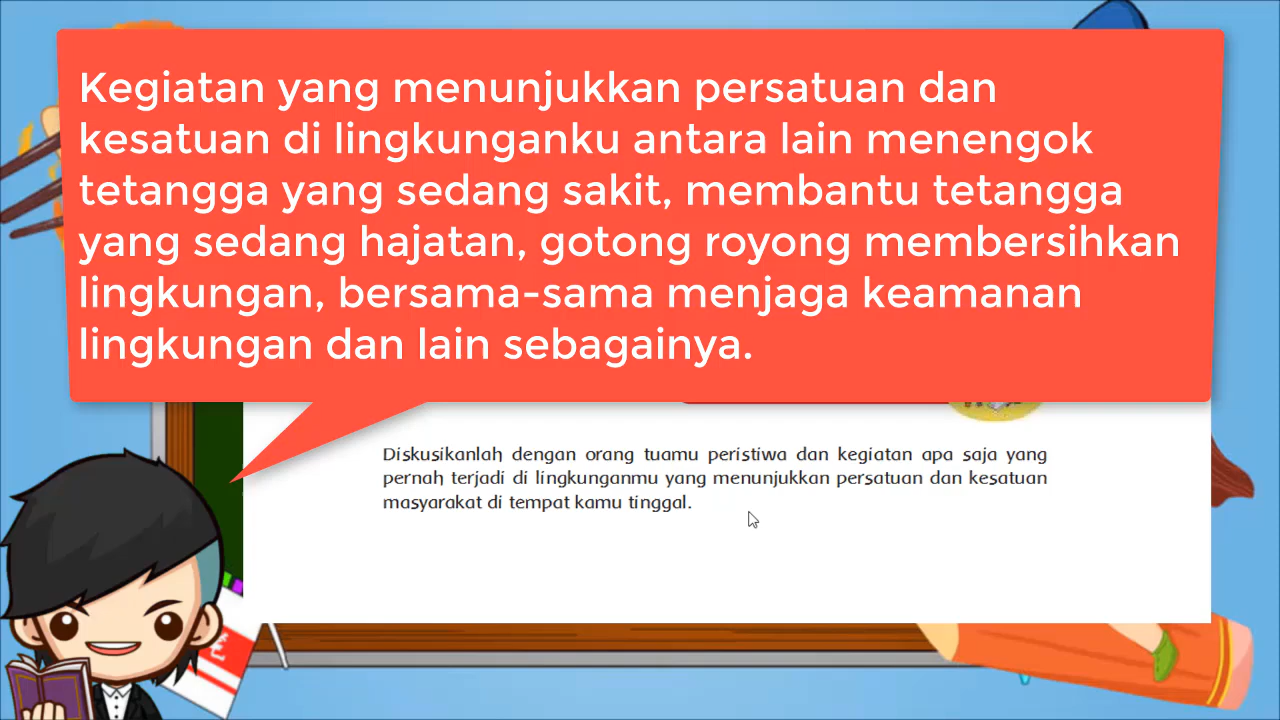 Kegiatan yang menunjukkan persatuan dan
kesatuan di lingkunganku antara lain menengok
tetangga yang sedang sakit, membantu tetangga
yang sedang hajatan, gotong royong membersihkan
lingkungan, bersama-sama menjaga keamanan
lingkungan dan lain sebagainya.
Diskusikanlah dengan orang tuamu peristiwa dan kegiatan apa saja yang
pernah terjadi di lingkunganmu yang menunjukkan persatuan dan kesatuan
masyarakat di tempat kamu tinggal.